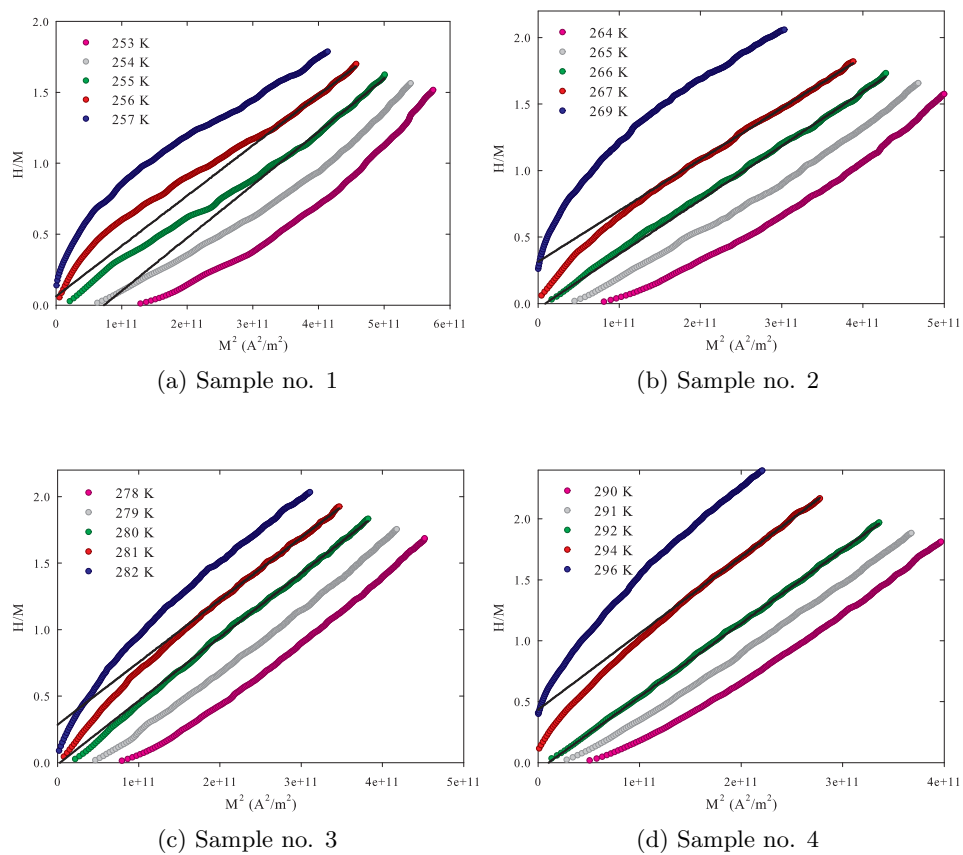 2.0
1.5
1.0
0.5
0.0
H/M
253 K
254 K
255 K
256 K
257 K
0 1e+11 2e+11 3e+11 4e+11 5e+11 6e+11
M² (A²/m²)
(a) Sample no. 1
2.0
1.5
1.0
0.5
0.0
H/M
264 K
265 K
266 K
267 K
269 K
0 1e+11 2e+11 3e+11 4e+11 5e+11
M² (A²/m²)
(b) Sample no. 2
2.0
1.5
1.0
0.5
0.0
H/M
278 K
279 K
280 K
281 K
282 K
0 1e+11 2e+11 3e+11 4e+11 5e+11
M² (A²/m²)
(c) Sample no. 3
2.0
1.5
1.0
0.5
0.0
H/M
290 K
291 K
292 K
294 K
296 K
0 1e+11 2e+11 3e+11 4e+11
M² (A²/m²)
(d) Sample no. 4